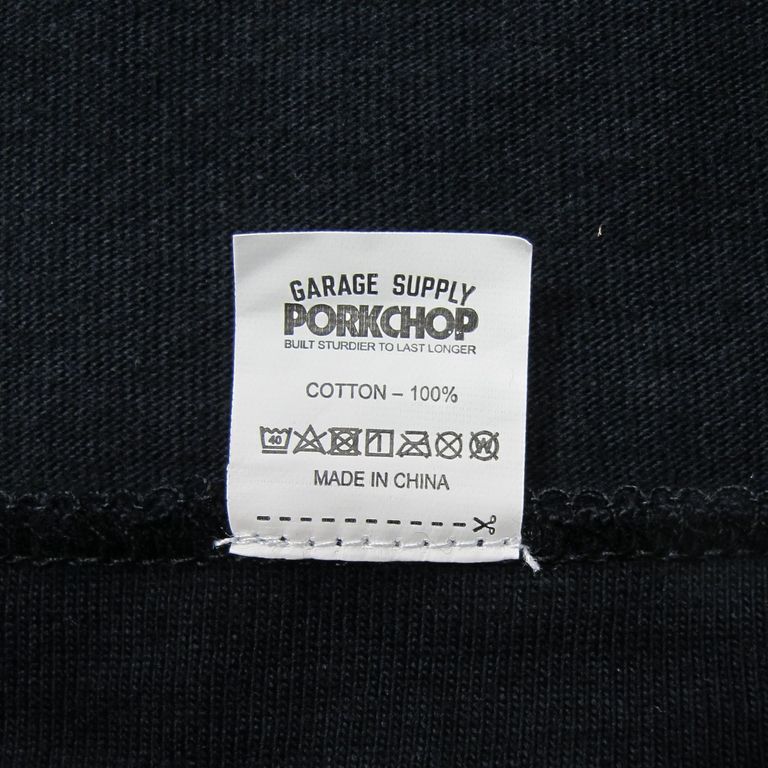 GARAGE SUPPLY
PORKCHOP
BUILT STURDIER TO LAST LONGER
COTTON – 100%
40 W
MADE IN CHINA